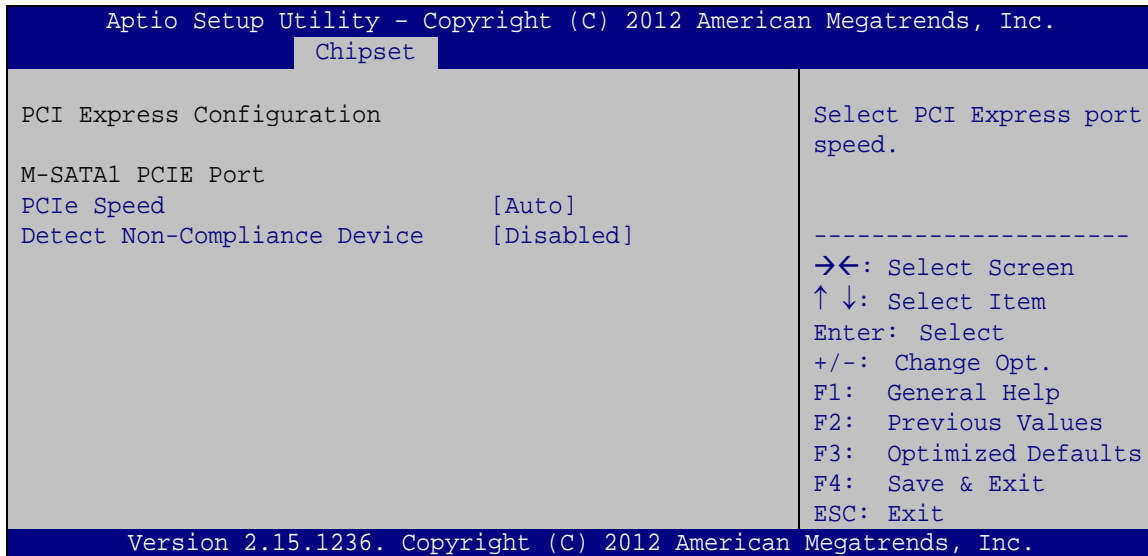 Aptio Setup Utility – Copyright (C) 2012 American Megatrends, Inc.
Chipset
PCI Express Configuration
M-SATA1 PCIE Port
PCIe Speed [Auto]
Detect Non-Compliance Device [Disabled]
Select PCI Express port
speed.
----------------------
→←: Select Screen
↑ ↓: Select Item
Enter: Select
+/-: Change Opt.
F1: General Help
F2: Previous Values
F3: Optimized Defaults
F4: Save & Exit
ESC: Exit
Version 2.15.1236. Copyright (C) 2012 American Megatrends, Inc.